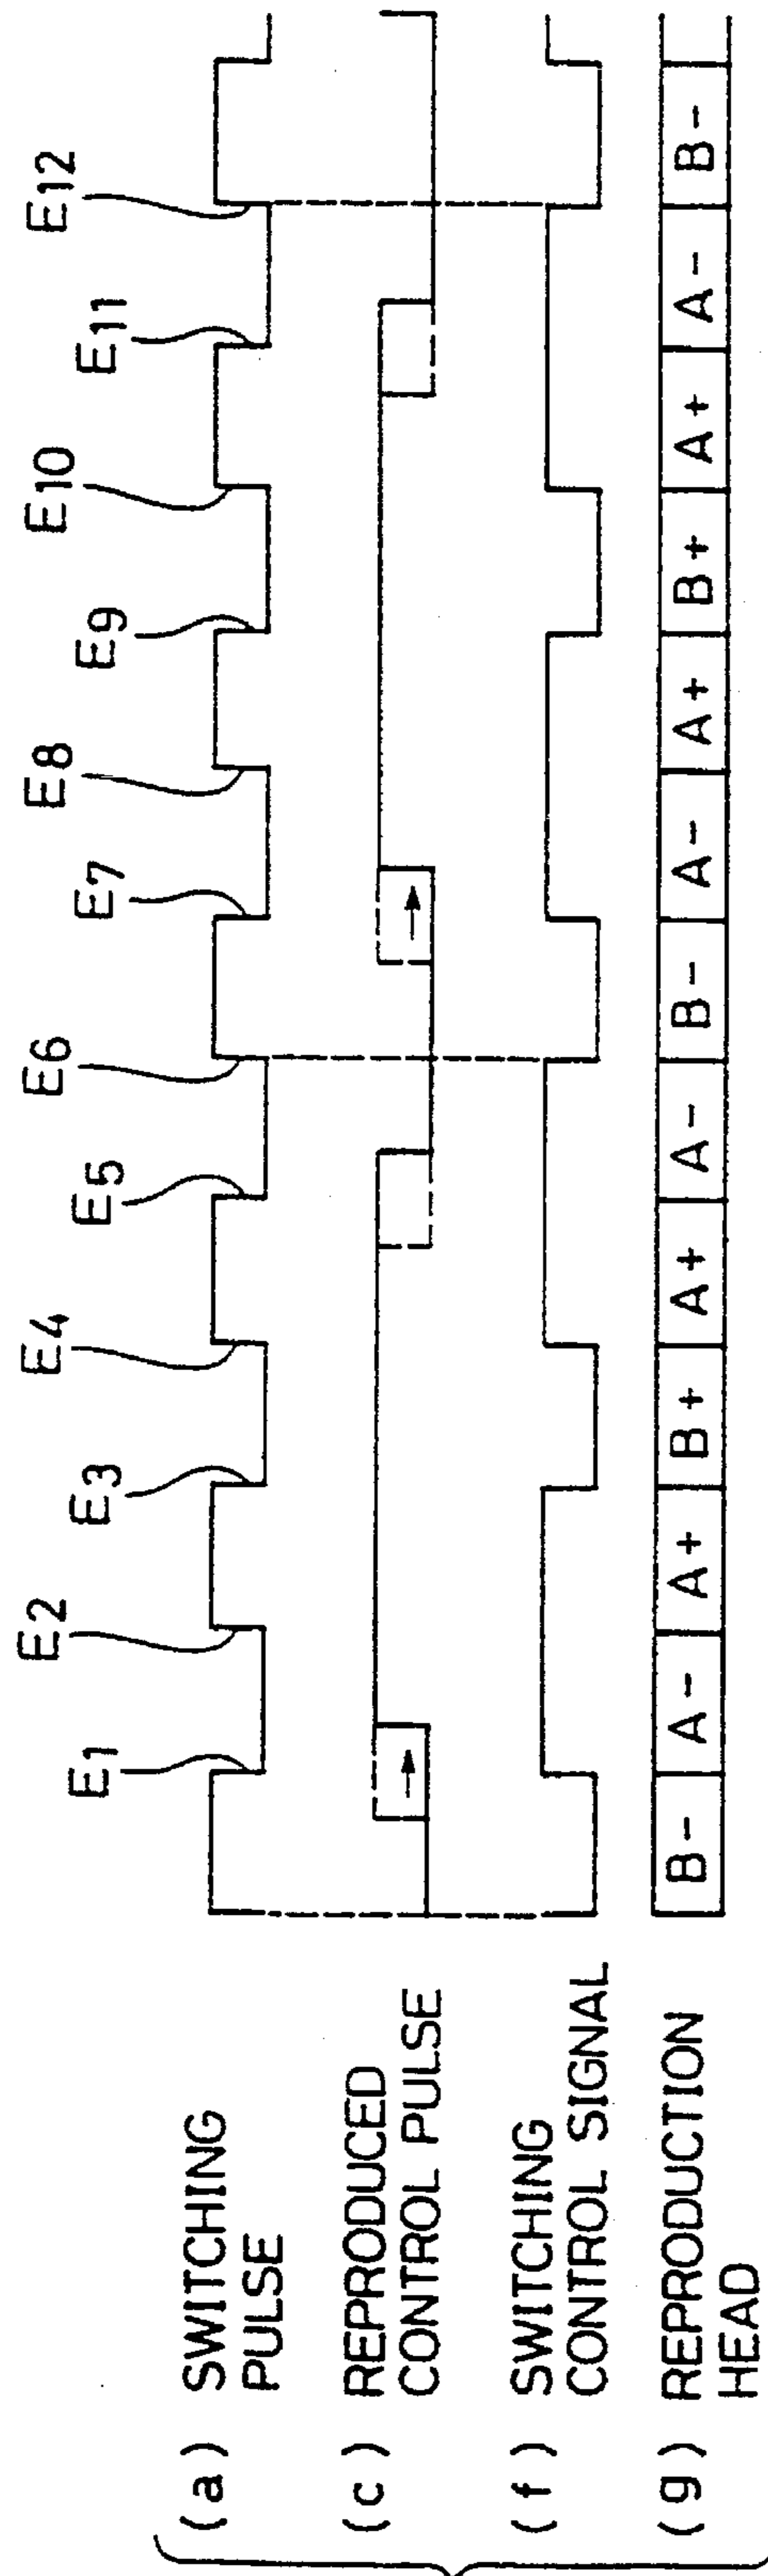 E1 E2 E3 E4 E5 E6 E7 E8 E9 E10 E11 E12
(a) SWITCHING
PULSE
(c) REPRODUCED
CONTROL PULSE
(f) SWITCHING
CONTROL SIGNAL
(g) REPRODUCTION
HEAD
B- A- A+ B+ A+ A- B- A- A+ B+ A+ A- B-